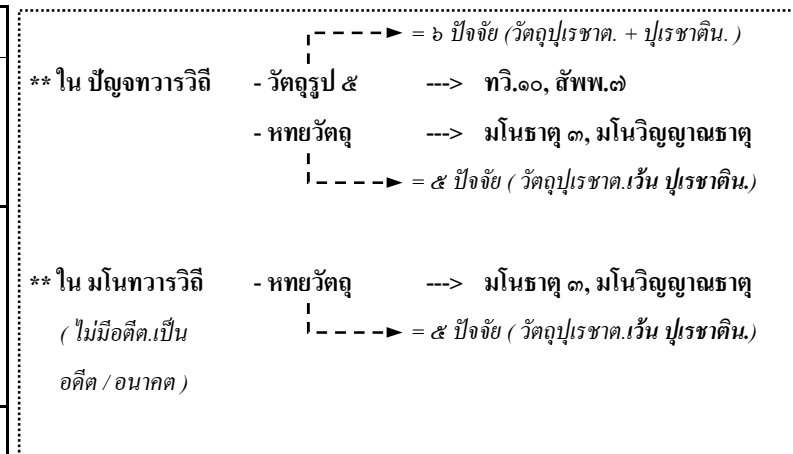 = ๖ ปัจจัย (วัตถุปุเรชาต. + ปุเรชาติน. )
** ใน ปัญจทวารวิถี - วัตถุรูป ๕ ---> ทวิ.๑๐, สัพพ.๗
- หทยวัตถุ ---> มโนธาตุ ๓, มโนวิญญาณธาตุ
= ๕ ปัจจัย ( วัตถุปุเรชาต.เว้น ปุเรชาติน.)
** ใน มโนทวารวิถี - หทยวัตถุ ---> มโนธาตุ ๓, มโนวิญญาณธาตุ
( ไม่มีอตีต.เป็น = ๕ ปัจจัย ( วัตถุปุเรชาต.เว้น ปุเรชาติน.)
อดีต / อนาคต )